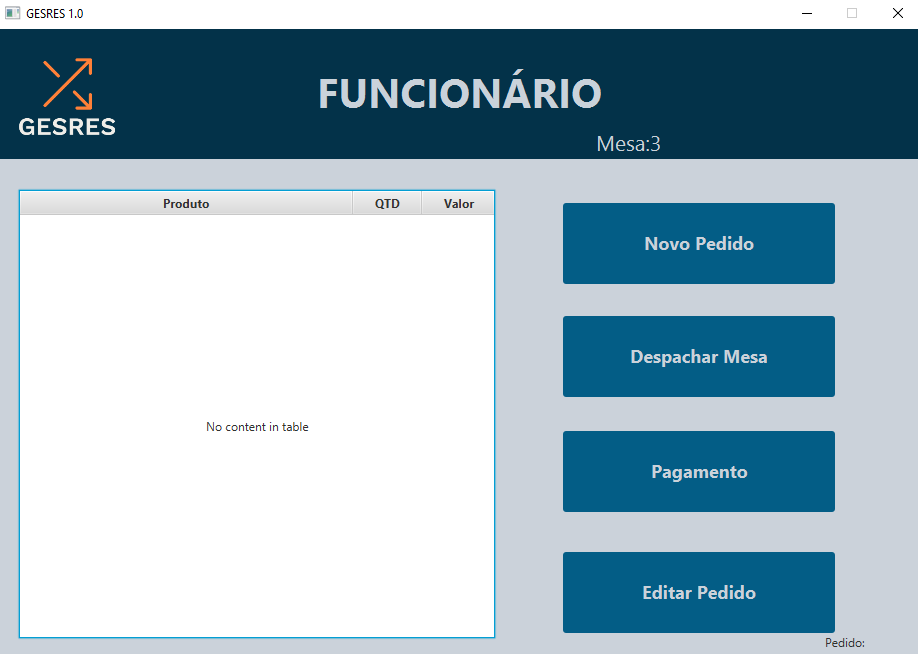 GESRES 1.0
GESRES
FUNCIONÁRIO
Mesa:3
Produto QTD Valor
No content in table
Novo Pedido
Despachar Mesa
Pagamento
Editar Pedido
Pedido: